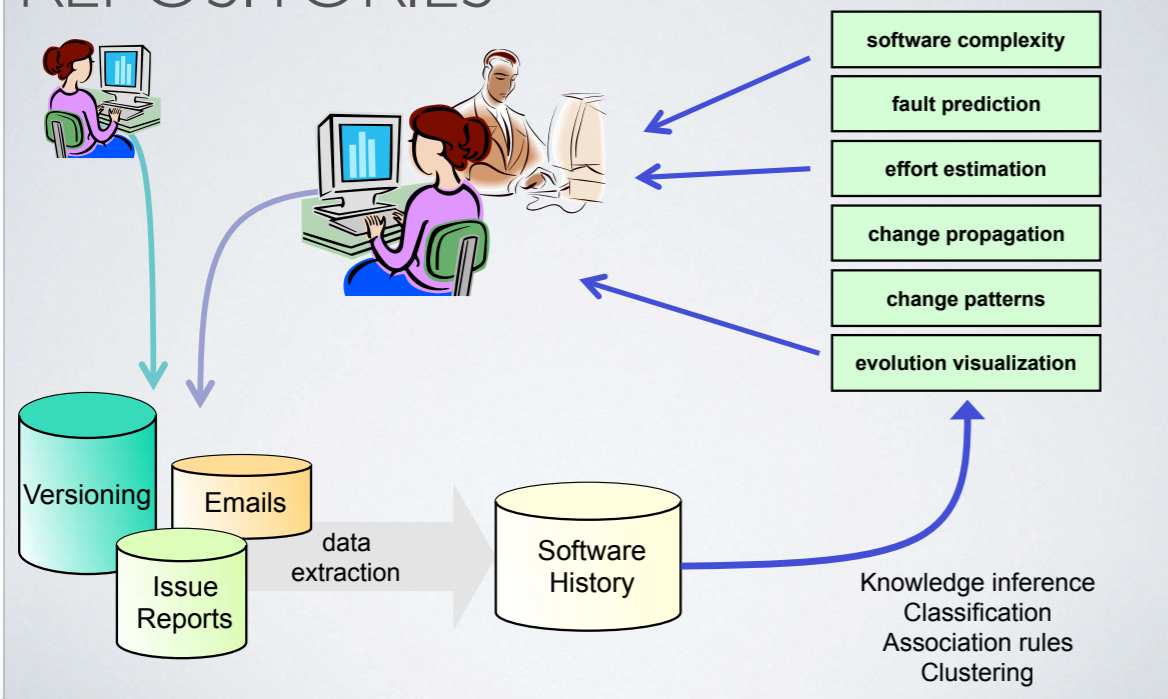 REPOSITORIES
software complexity
fault prediction
effort estimation
change propagation
change patterns
evolution visualization
Versioning
Emails
Issue
Reports
data
extraction
Software
History
Knowledge inference
Classification
Association rules
Clustering